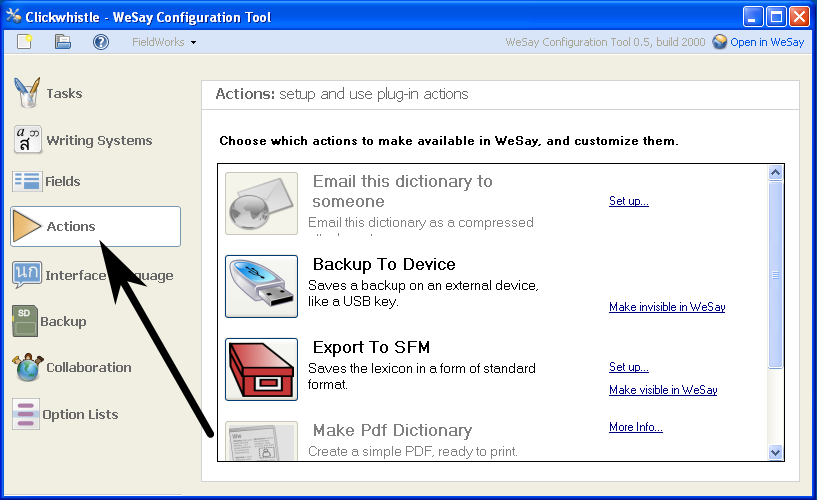 Clickwhistle - WeSay Configuration Tool
FieldWorks
WeSay Configuration Tool 0.5, build 2000
Open in WeSay
Tasks
Writing Systems
Fields
Actions
Interface
Backup
Collaboration
Option Lists
Actions: setup and use plug-in actions
Choose which actions to make available in WeSay, and customize them.
Email this dictionary to
someone
Email this dictionary as a compressed
Set up...
Backup To Device
Saves a backup on an external device,
like a USB key.
Make invisible in WeSay
Export To SFM
Saves the lexicon in a form of standard
format.
Set up...
Make visible in WeSay
Make Pdf Dictionary
Create a simple PDF, ready to print.
More Info...